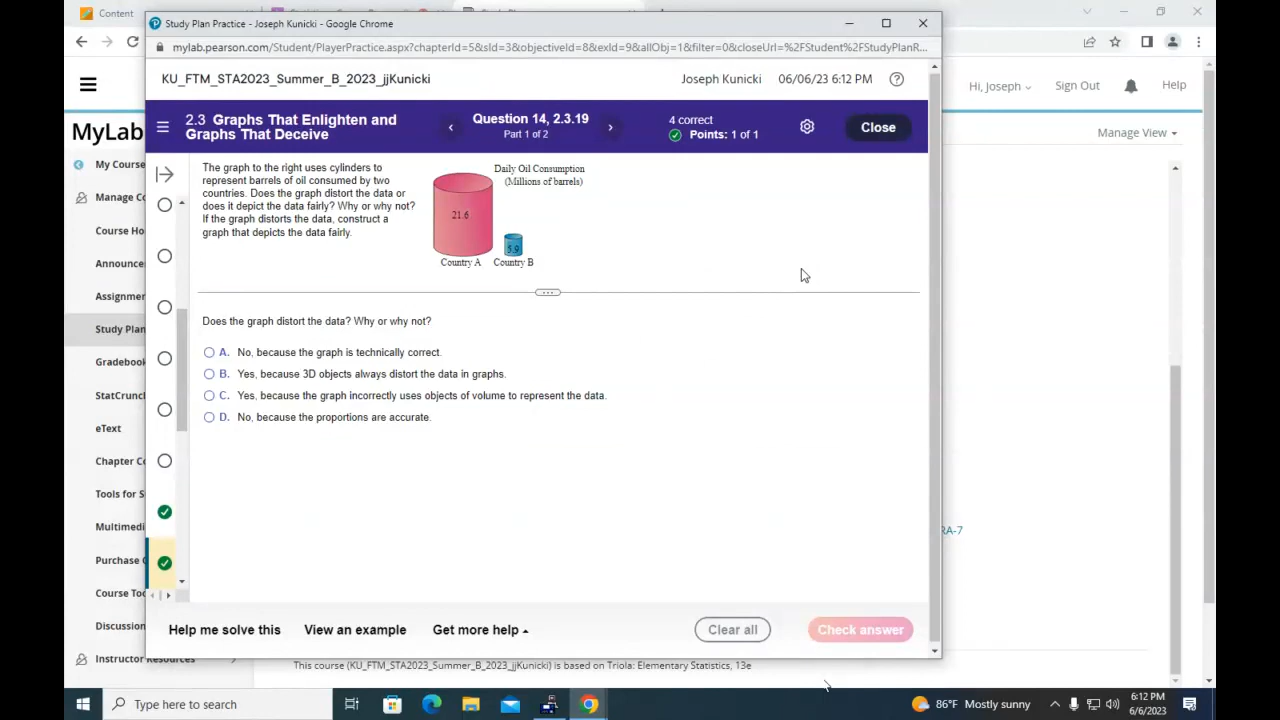 Content
Study Plan Practice - Joseph Kunicki - Google Chrome
mylab.pearson.com/Student/PlayerPractice.aspx?chapterId=5&sId=3&objectiveId=8&exId=9&allObj=1&filter=0&closeUrl=%2FStudent%2FStudyPlanR...
KU_FTM_STA2023_Summer_B_2023_jjKunicki
Joseph Kunicki
06/06/23 6:12 PM
Hi, Joseph
Sign Out
Help
MyLab
Manage View
2.3 Graphs That Enlighten and
Graphs That Deceive
Question 14, 2.3.19
Part 1 of 2
4 correct
Points: 1 of 1
Close
My Course
Manage Co
Course Ho
Announce
Assignmen
Study Plan
Gradebook
StatCrunch
eText
Chapter Co
Tools for S
Multimedi
Purchase O
Course Too
Discussion
Instructor Resources
The graph to the right uses cylinders to
represent barrels of oil consumed by two
countries. Does the graph distort the data or
does it depict the data fairly? Why or why not?
If the graph distorts the data, construct a
graph that depicts the data fairly.
Daily Oil Consumption
(Millions of barrels)
21.6
5.9
Country A
Country B
Does the graph distort the data? Why or why not?
A. No, because the graph is technically correct.
B. Yes, because 3D objects always distort the data in graphs.
C. Yes, because the graph incorrectly uses objects of volume to represent the data.
D. No, because the proportions are accurate.
RA-7
Help me solve this
View an example
Get more help
Clear all
Check answer
This course (KU_FTM_STA2023_Summer_B_2023_jjKunicki) is based on Triola: Elementary Statistics, 13e
Type here to search
86°F Mostly sunny
6:12 PM
6/6/2023